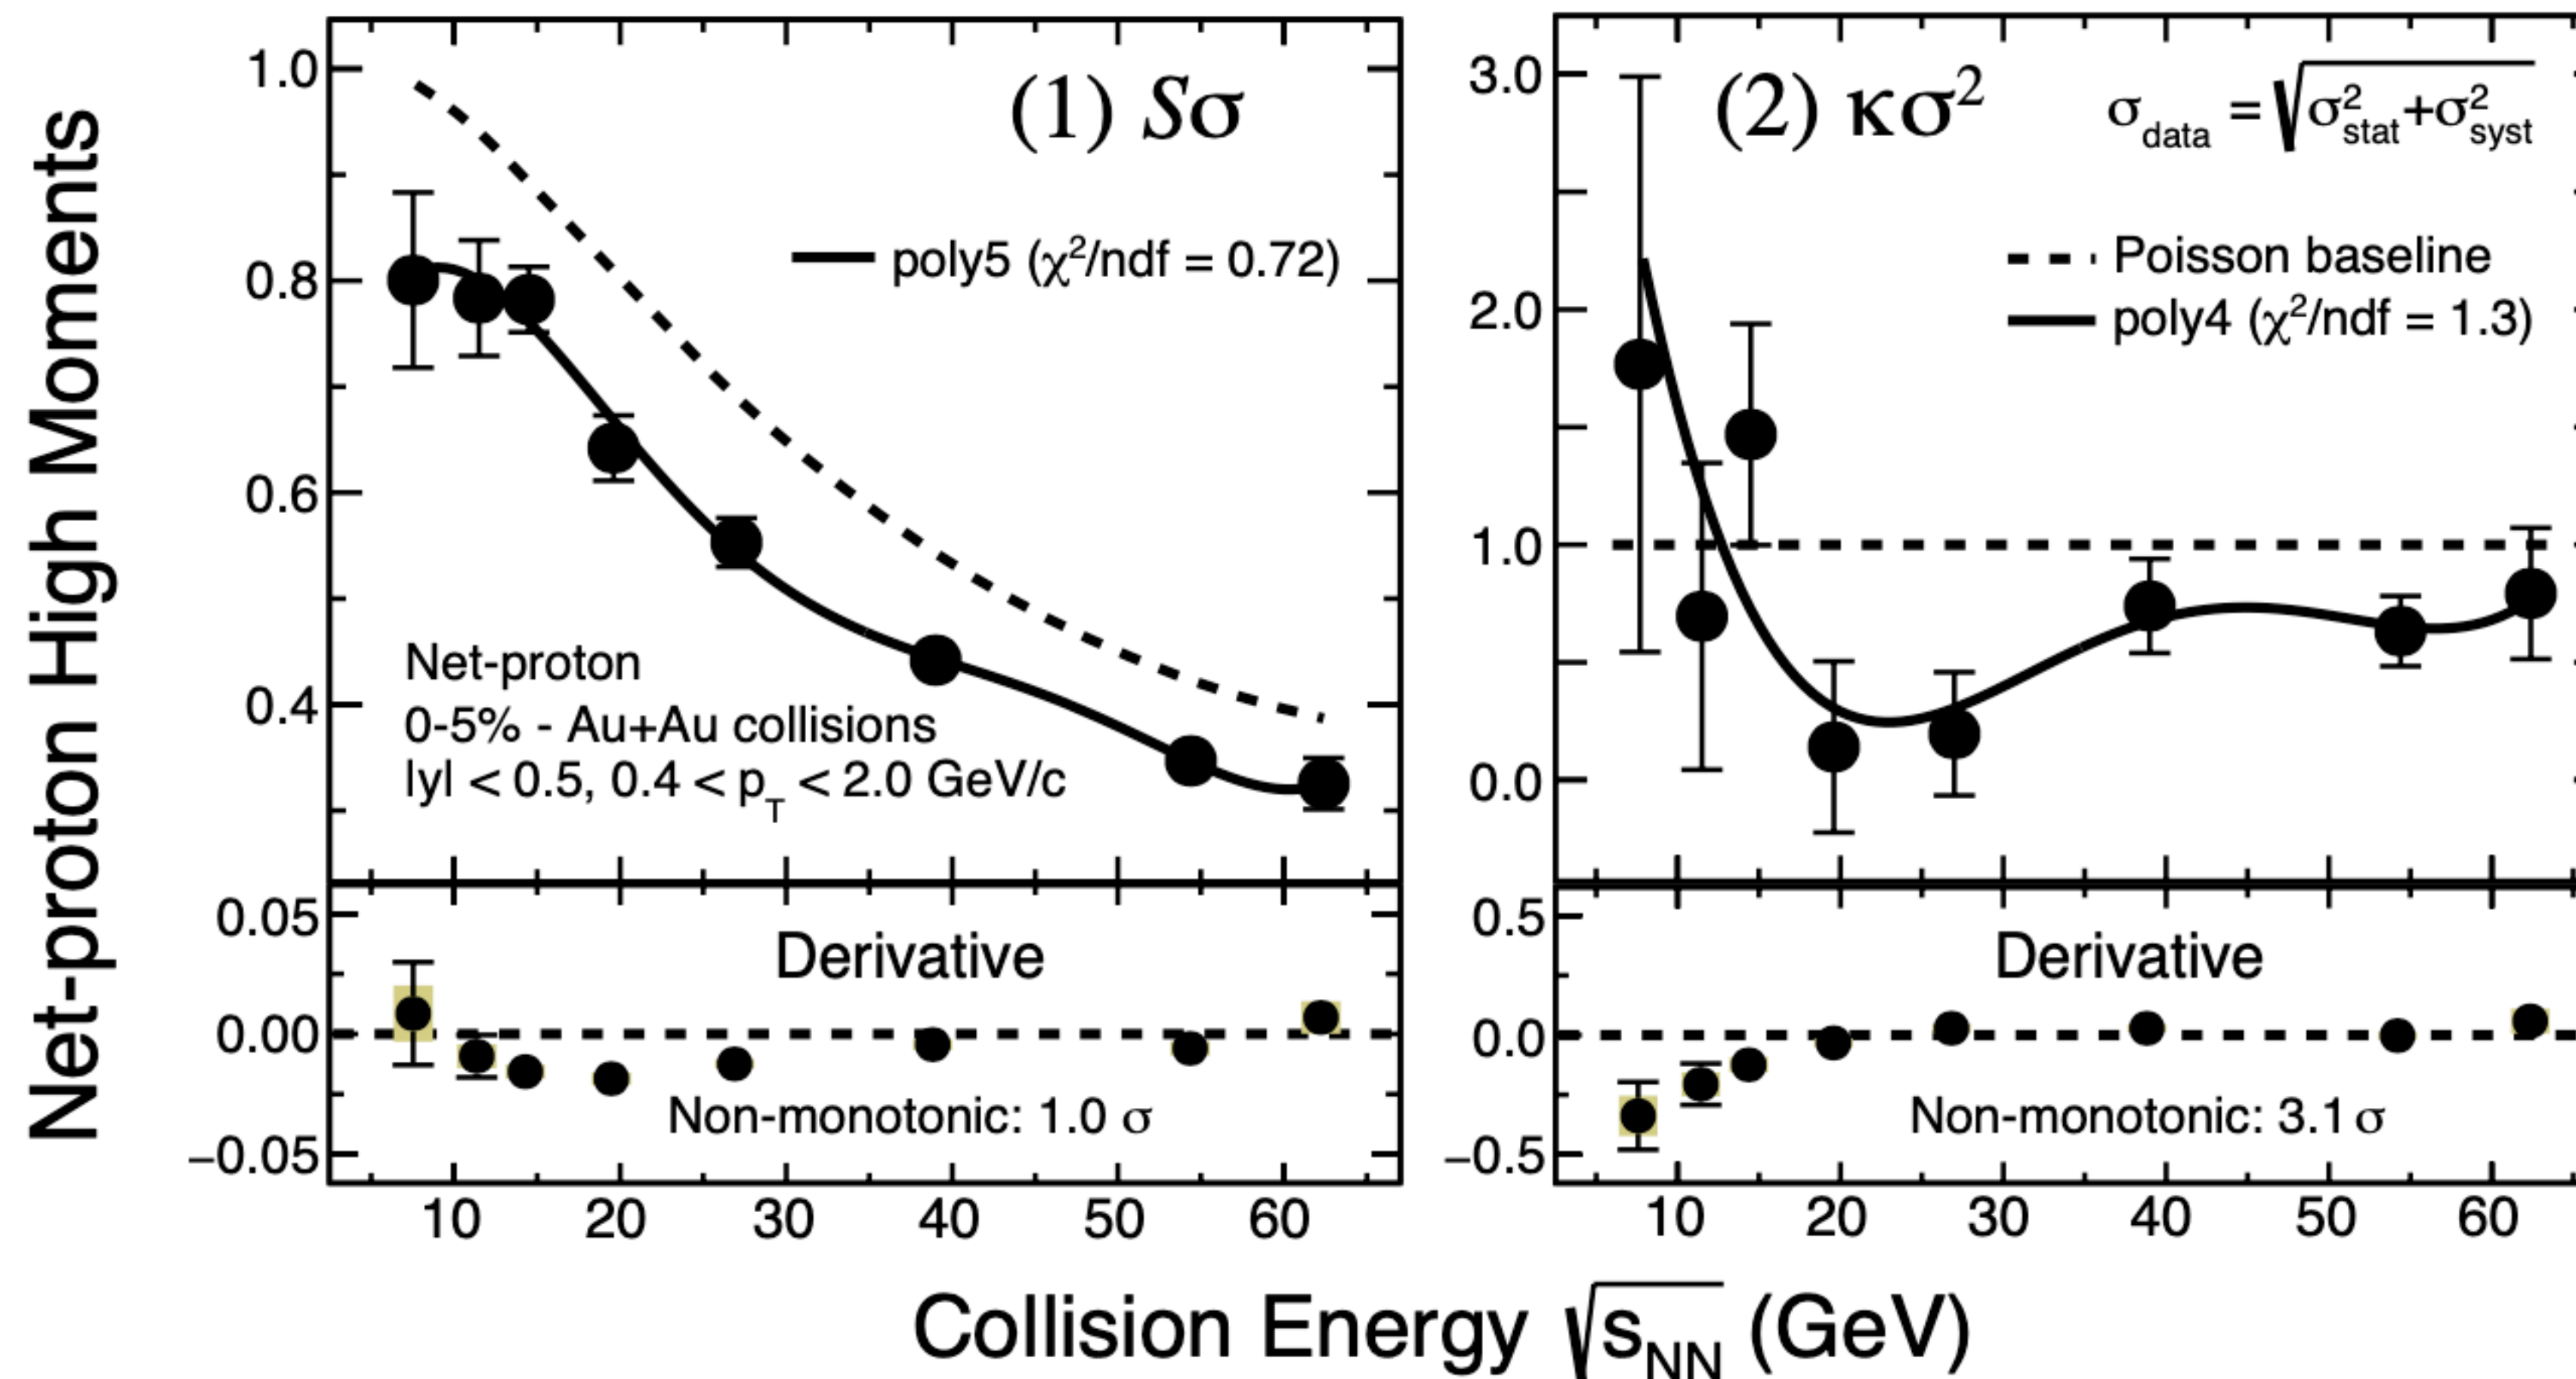 Net-proton High Moments
1.0
0.8
0.6
0.4
(1) Sσ
poly5 (χ²/ndf = 0.72)
Net-proton
0-5% - Au+Au collisions
|y| < 0.5, 0.4 < p_T < 2.0 GeV/c
0.05
0.00
−0.05
Derivative
Non-monotonic: 1.0 σ
10 20 30 40 50 60
3.0
2.0
1.0
0.0
(2) κσ²
σ_data = √σ²_stat+σ²_syst
Poisson baseline
poly4 (χ²/ndf = 1.3)
0.5
0.0
−0.5
Derivative
Non-monotonic: 3.1 σ
10 20 30 40 50 60
Collision Energy √s_NN (GeV)